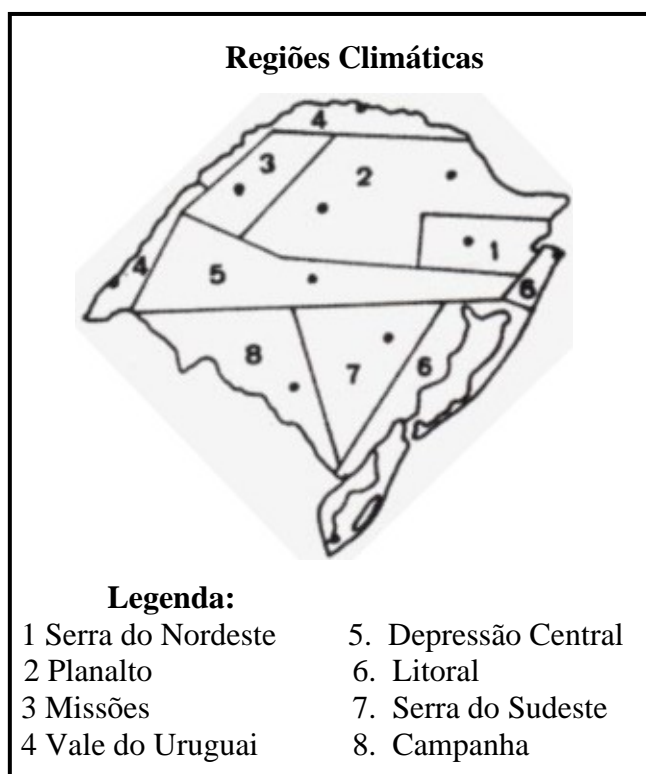 Regiões Climáticas
4
3
2
1
4
5
6
8
7
6
Legenda:
1 Serra do Nordeste
2 Planalto
3 Missões
4 Vale do Uruguai
5. Depressão Central
6. Litoral
7. Serra do Sudeste
8. Campanha